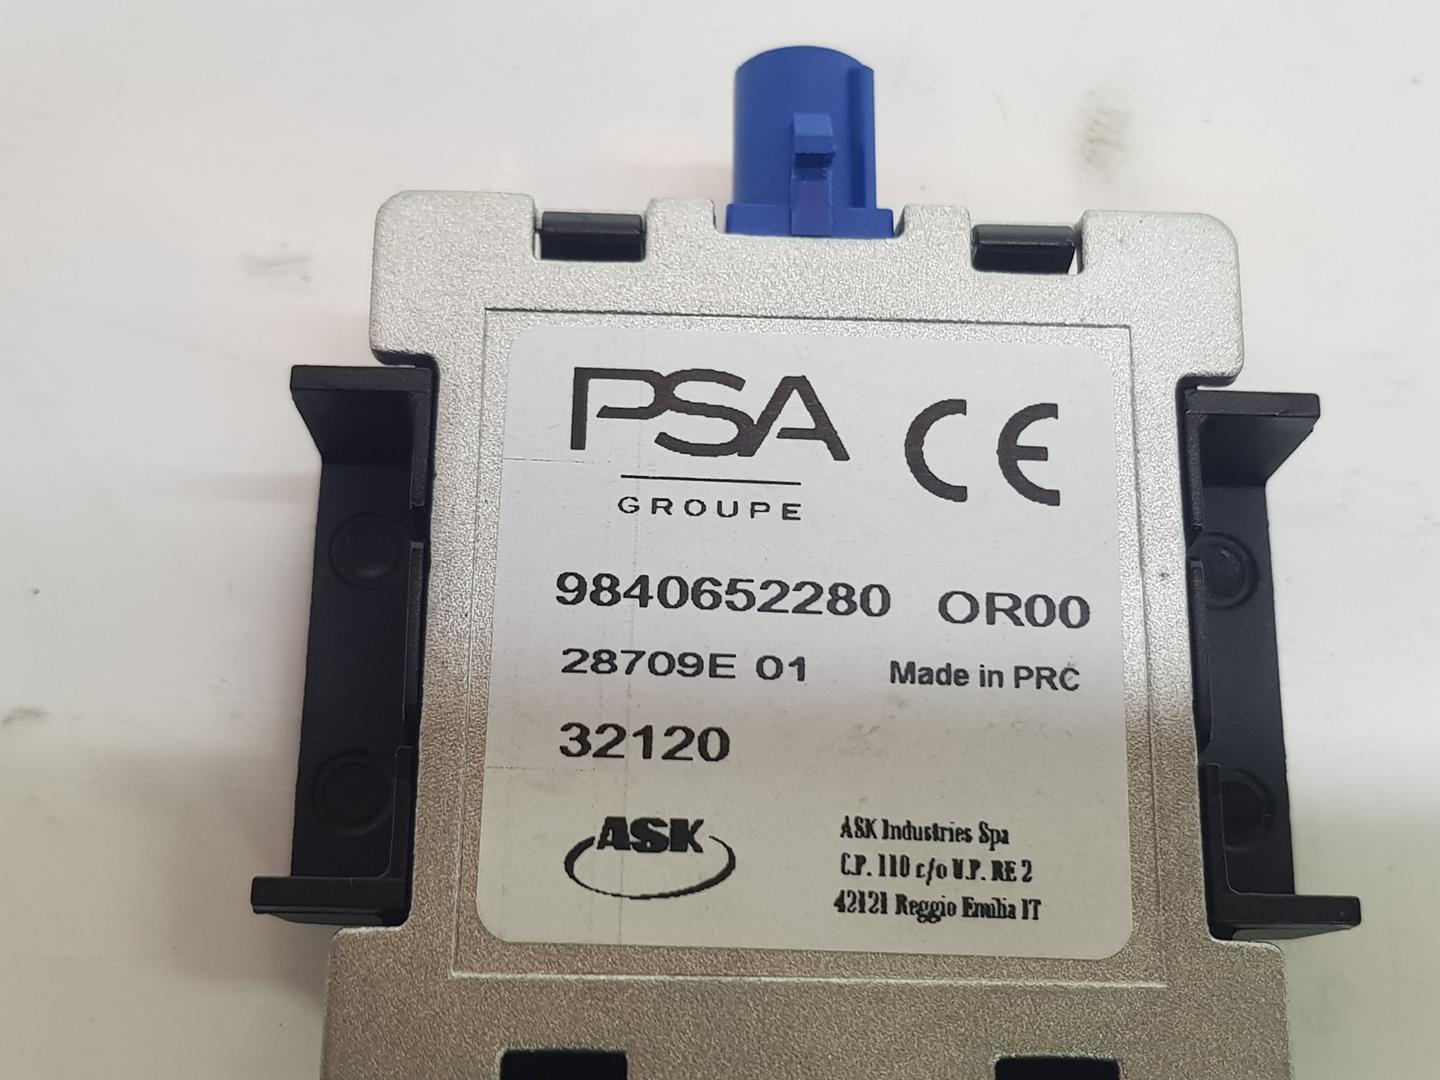 PSA CE
GROUPE
9840652280 OR00
28709E 01 Made in PRC
32120
ASK
ASK Industries Spa
C.P. 110 c/o U.P. RE 2
42121 Reggio Emilia IT